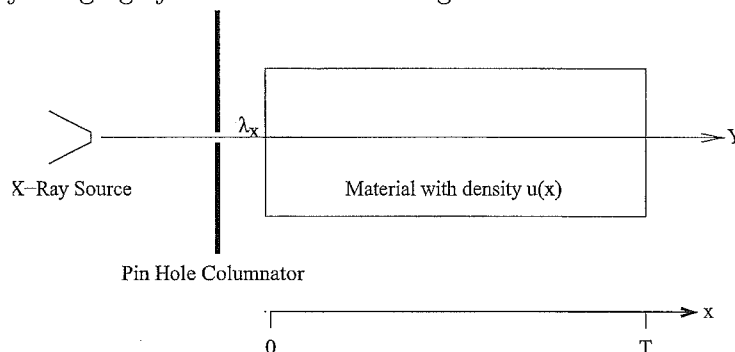 λx
Y
X–Ray Source
Material with density u(x)
Pin Hole Columnator
x
0
T